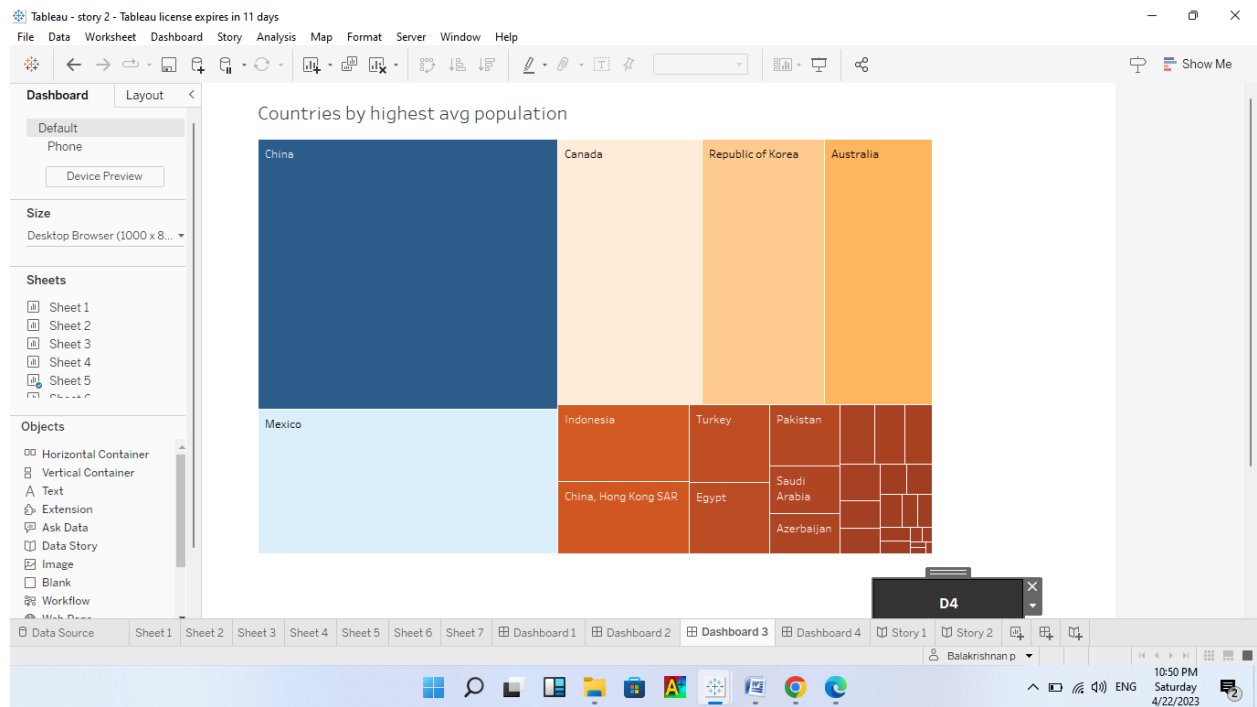 Tableau - story 2 - Tableau license expires in 11 days
File Data Worksheet Dashboard Story Analysis Map Format Server Window Help
Show Me
Dashboard Layout
Default
Phone
Device Preview
Size
Desktop Browser (1000 x 8...
Sheets
Sheet 1
Sheet 2
Sheet 3
Sheet 4
Sheet 5
Objects
Horizontal Container
Vertical Container
A Text
Extension
Ask Data
Data Story
Image
Blank
Workflow
Countries by highest avg population
China
Canada
Republic of Korea
Australia
Mexico
Indonesia
Turkey
Pakistan
China, Hong Kong SAR
Egypt
Saudi
Arabia
Azerbaijan
D4
Data Source Sheet 1 Sheet 2 Sheet 3 Sheet 4 Sheet 5 Sheet 6 Sheet 7 Dashboard 1 Dashboard 2 Dashboard 3 Dashboard 4 Story 1 Story 2
Balakrishnan p
ENG
10:50 PM
Saturday
4/22/2023
2